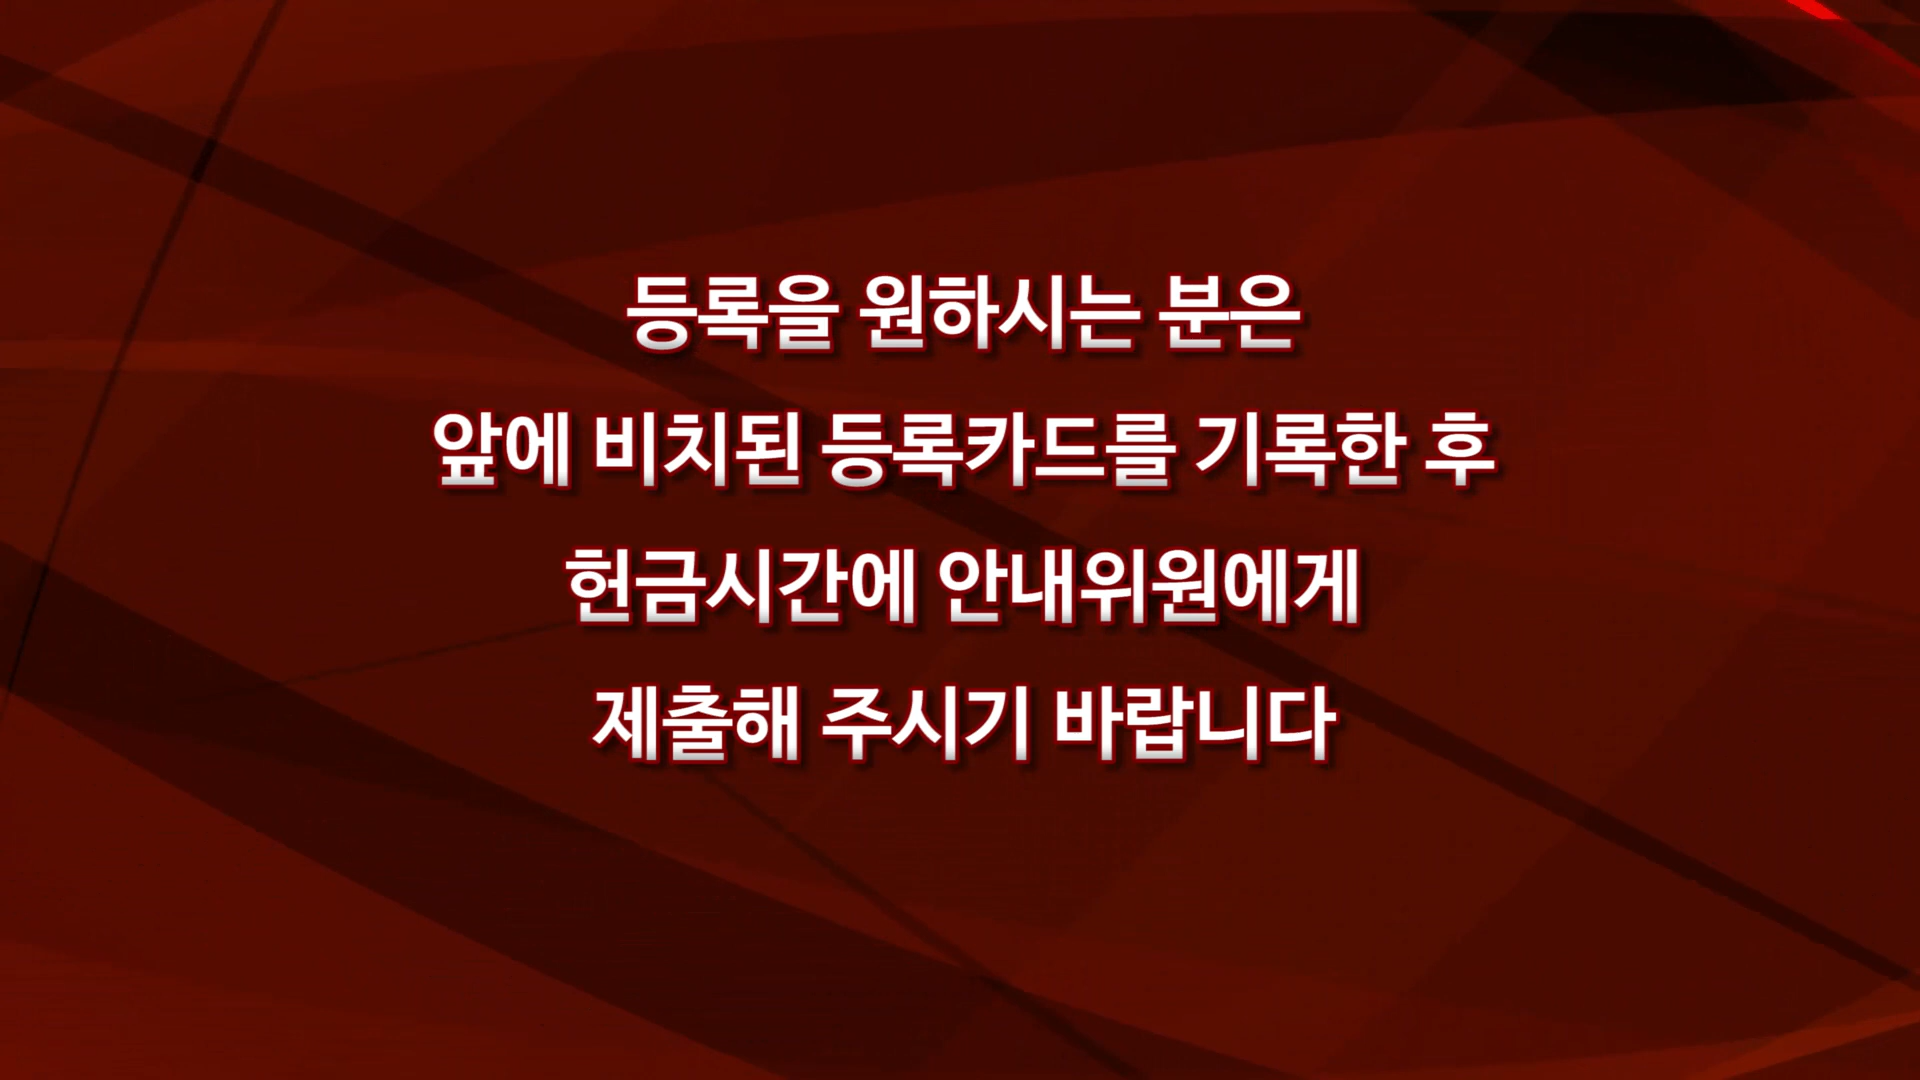 등록을 원하시는 분은
앞에 비치된 등록카드를 기록한 후
헌금시간에 안내위원에게
제출해 주시기 바랍니다